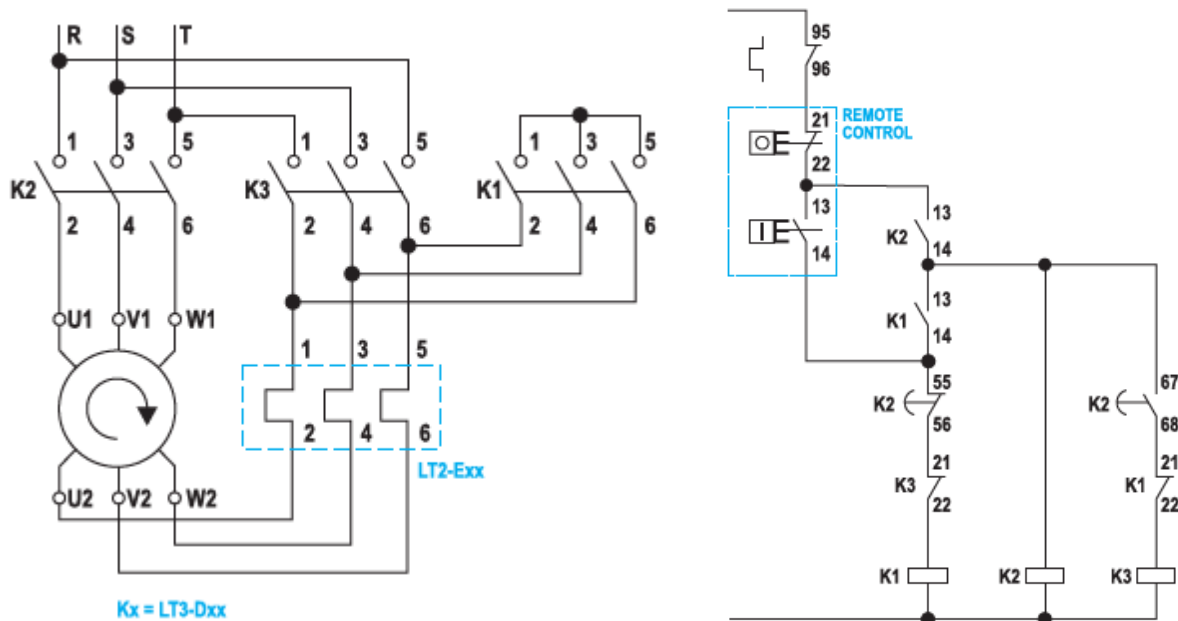 R S T
1 3 5
K2
2 4 6
1 3 5
K3
2 4 6
1 3 5
K1
2 4 6
U1 V1 W1
1 3 5
2 4 6
LT2-Exx
U2 V2 W2
Kx = LT3-Dxx
95
96
REMOTE
CONTROL
21
22
13
14
13
K2
14
13
K1
14
55
K2
56
21
K3
22
K1
67
K2
68
21
K1
22
K2
K3